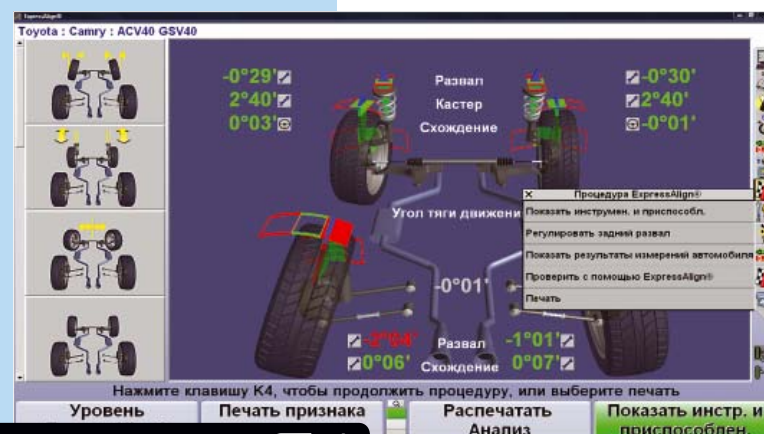 ExpressAlign®
Toyota : Camry : ACV40 GSV40
-0°29' Развал -0°30'
2°40' Кастер 2°40'
0°03' Схождение -0°01'
Процедура ExpressAlign®
Показать инструмен. и приспособл.
Угол тяги движени
Регулировать задний развал
Показать результаты измерений автомобиля
Проверить с помощью ExpressAlign®
-0°01'
Печать
Развал -1°01'
0°06' Схождение 0°07'
Нажмите клавишу К4, чтобы продолжить процедуру, или выберите печать
Уровень
Печать признака
Распечатать
Анализ
Показать инстр. и
приспособлен.